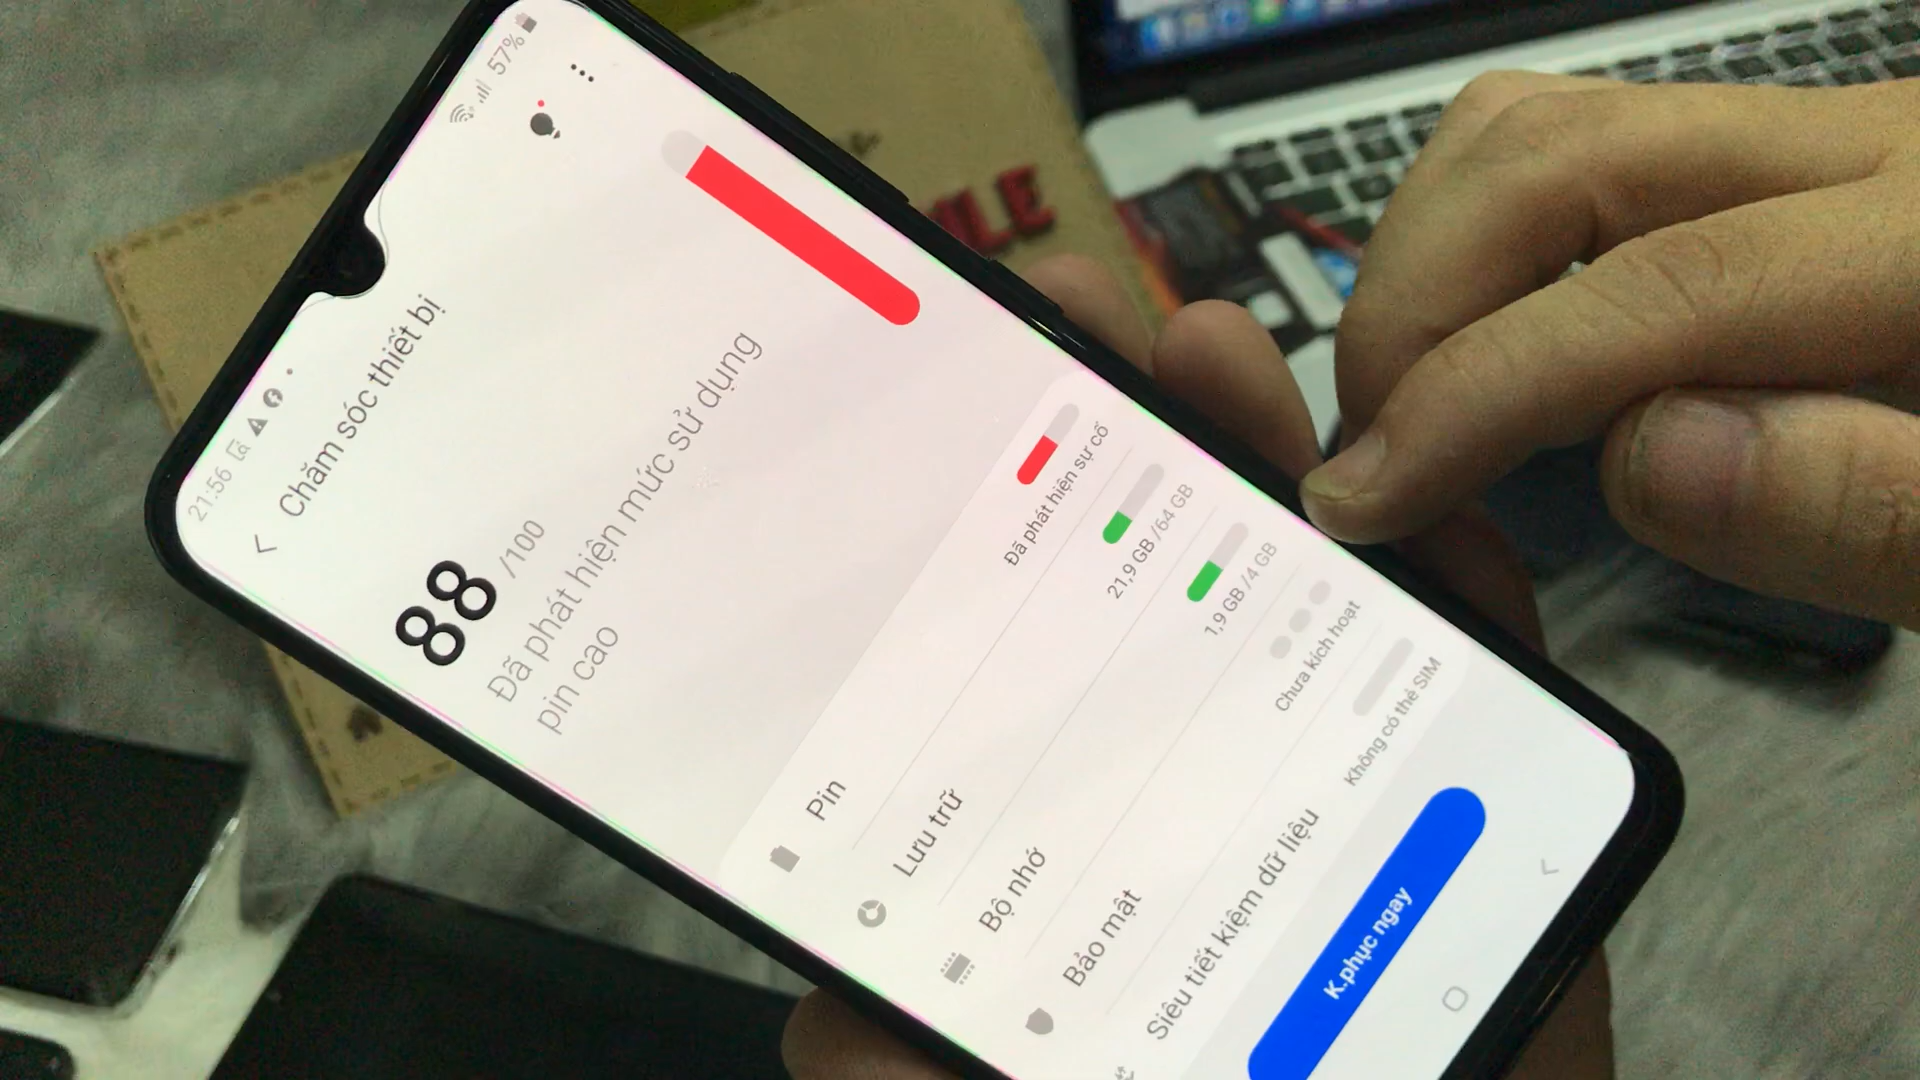 21:56
57%
Chăm sóc thiết bị
88 /100
Đã phát hiện mức sử dụng
pin cao
Pin
Đã phát hiện sự cố
Lưu trữ
21,9 GB /64 GB
Bộ nhớ
1,9 GB /4 GB
Bảo mật
Chưa kích hoạt
Siêu tiết kiệm dữ liệu
Không có thẻ SIM
K.phục ngay
ILE